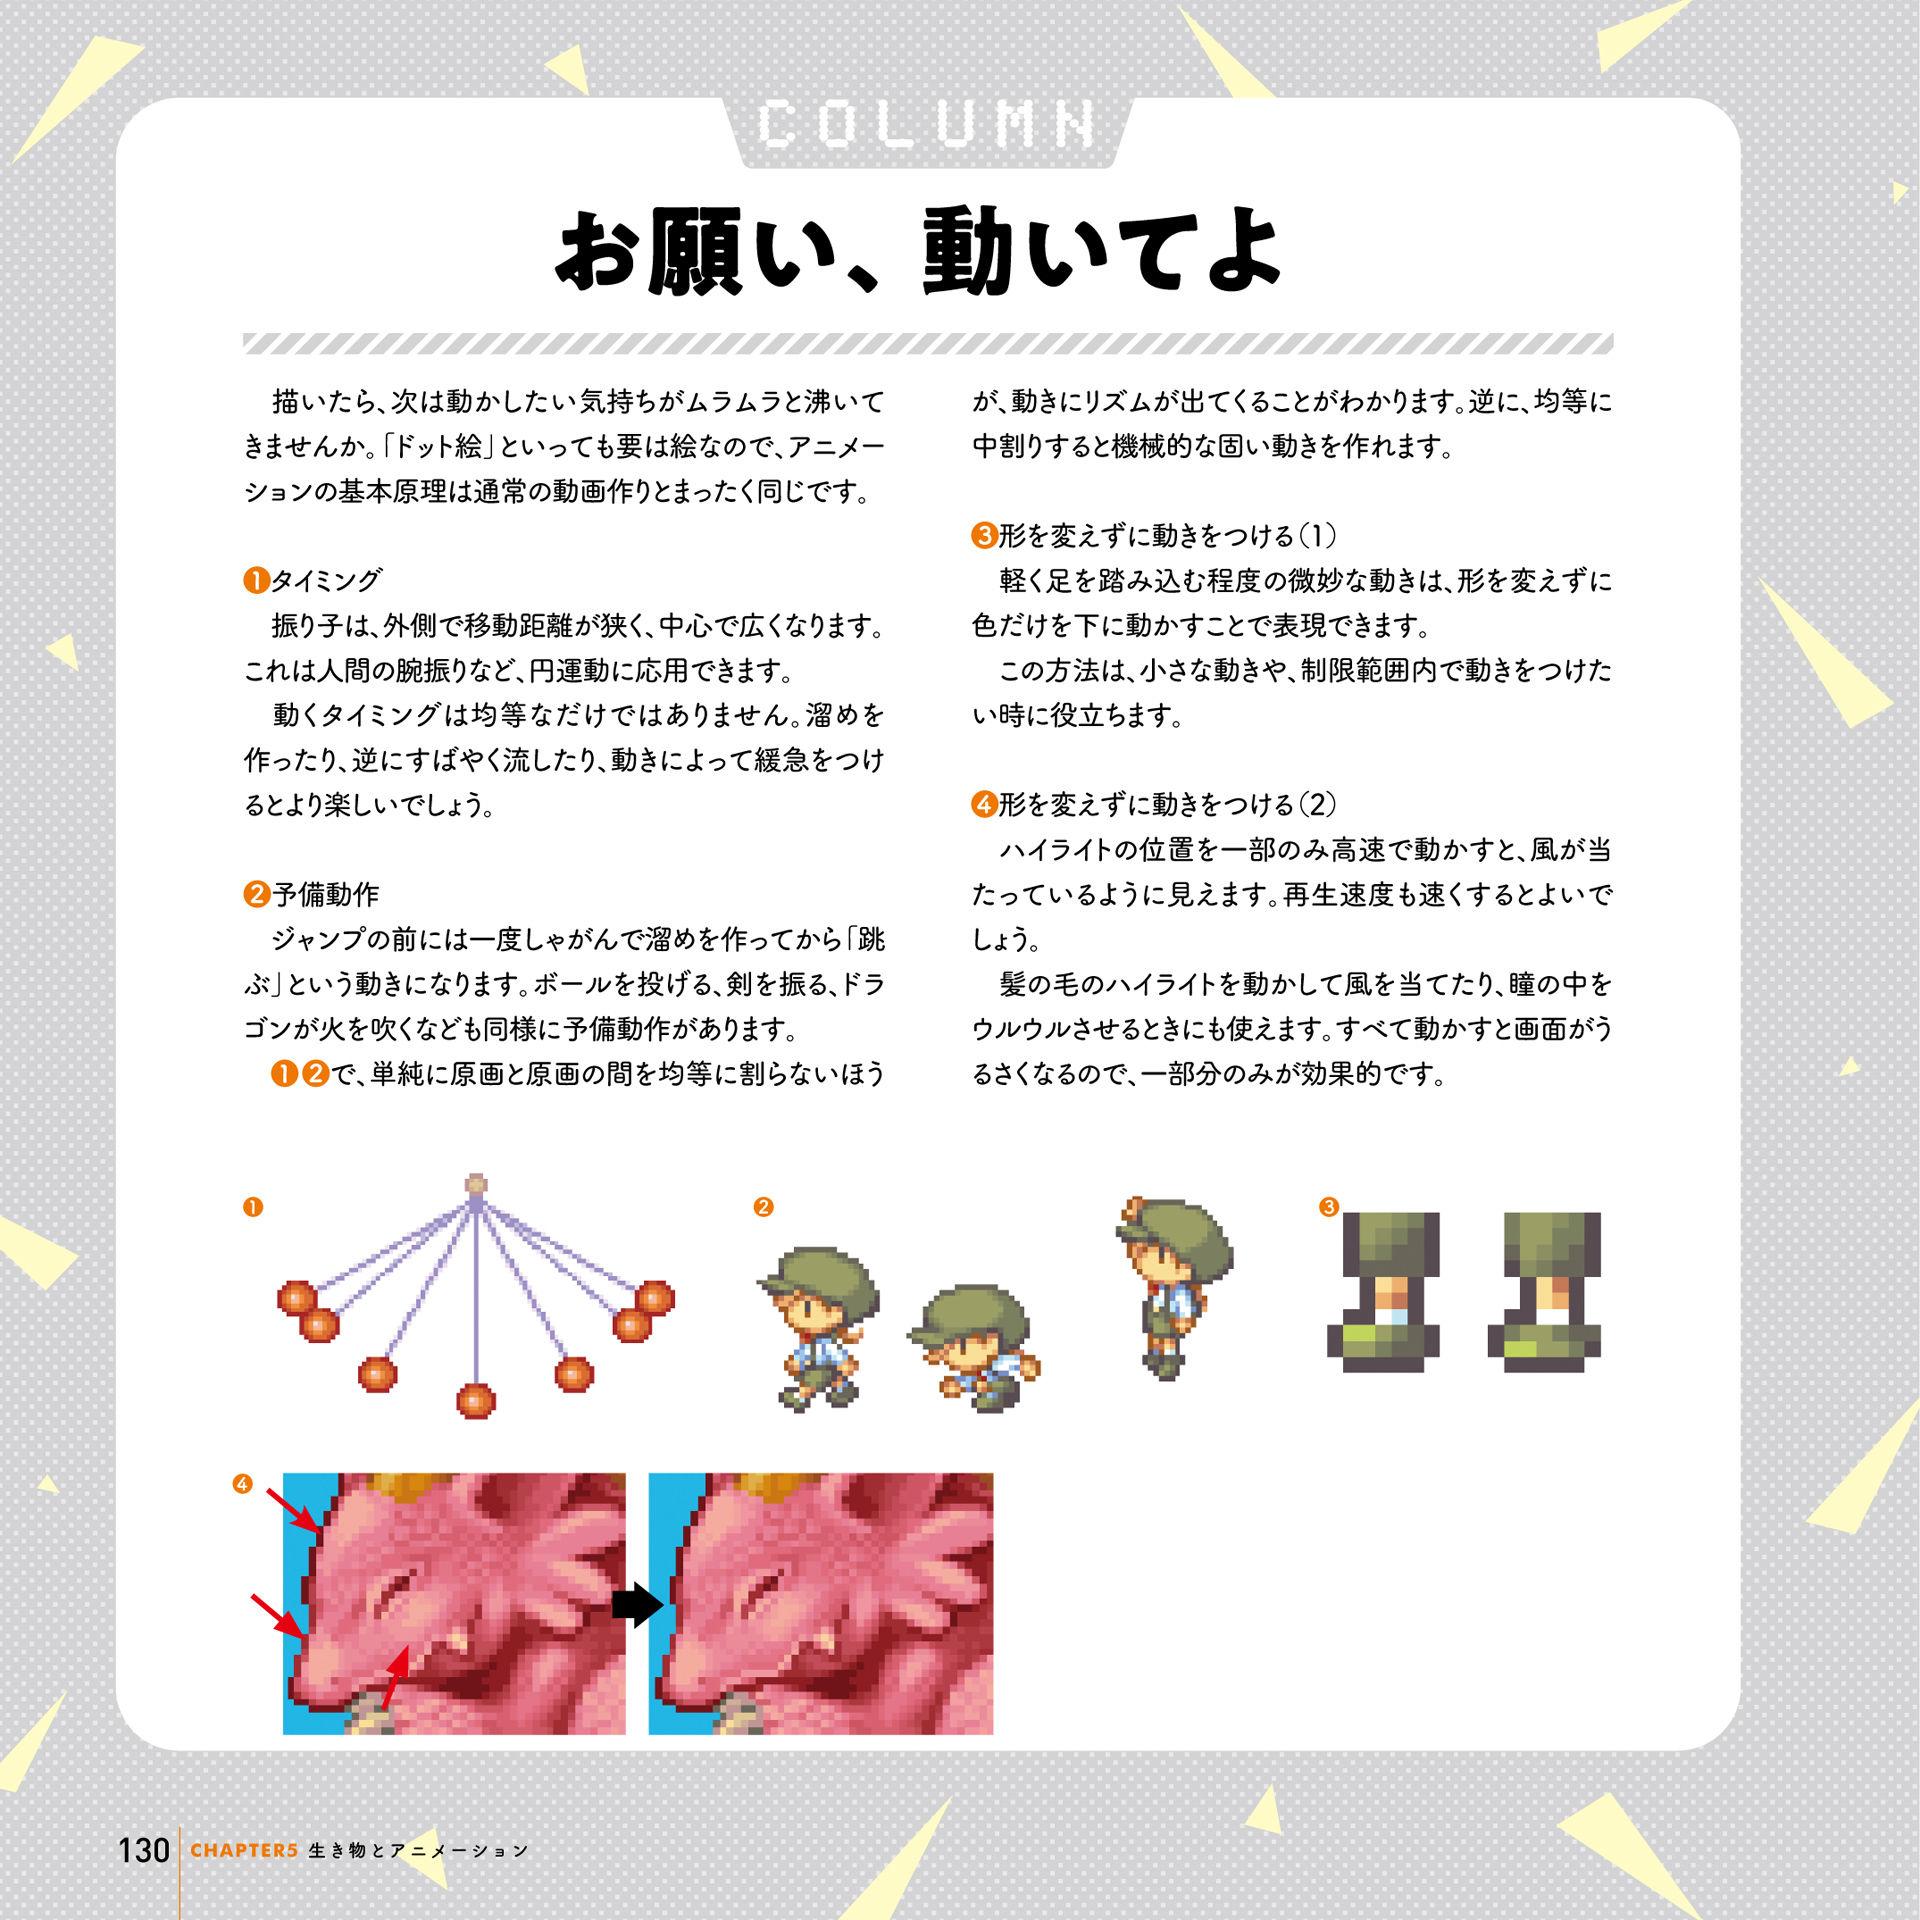 COLUMN
お願い、動いてよ
描いたら、次は動かしたい気持ちがムラムラと沸いて
きませんか。「ドット絵」といっても要は絵なので、アニメー
ションの基本原理は通常の動画作りとまったく同じです。
❶タイミング
振り子は、外側で移動距離が狭く、中心で広くなります。
これは人間の腕振りなど、円運動に応用できます。
動くタイミングは均等なだけではありません。溜めを
作ったり、逆にすばやく流したり、動きによって緩急をつけ
るとより楽しいでしょう。
❷予備動作
ジャンプの前には一度しゃがんで溜めを作ってから「跳
ぶ」という動きになります。ボールを投げる、剣を振る、ドラ
ゴンが火を吹くなども同様に予備動作があります。
❶❷で、単純に原画と原画の間を均等に割らないほう
が、動きにリズムが出てくることがわかります。逆に、均等に
中割りすると機械的な固い動きを作れます。
❸形を変えずに動きをつける（1）
軽く足を踏み込む程度の微妙な動きは、形を変えずに
色だけを下に動かすことで表現できます。
この方法は、小さな動きや、制限範囲内で動きをつけた
い時に役立ちます。
❹形を変えずに動きをつける（2）
ハイライトの位置を一部のみ高速で動かすと、風が当
たっているように見えます。再生速度も速くするとよいで
しょう。
髪の毛のハイライトを動かして風を当てたり、瞳の中を
ウルウルさせるときにも使えます。すべて動かすと画面がう
るさくなるので、一部分のみが効果的です。
❶
❷
❸
❹
130 CHAPTER5 生き物とアニメーション